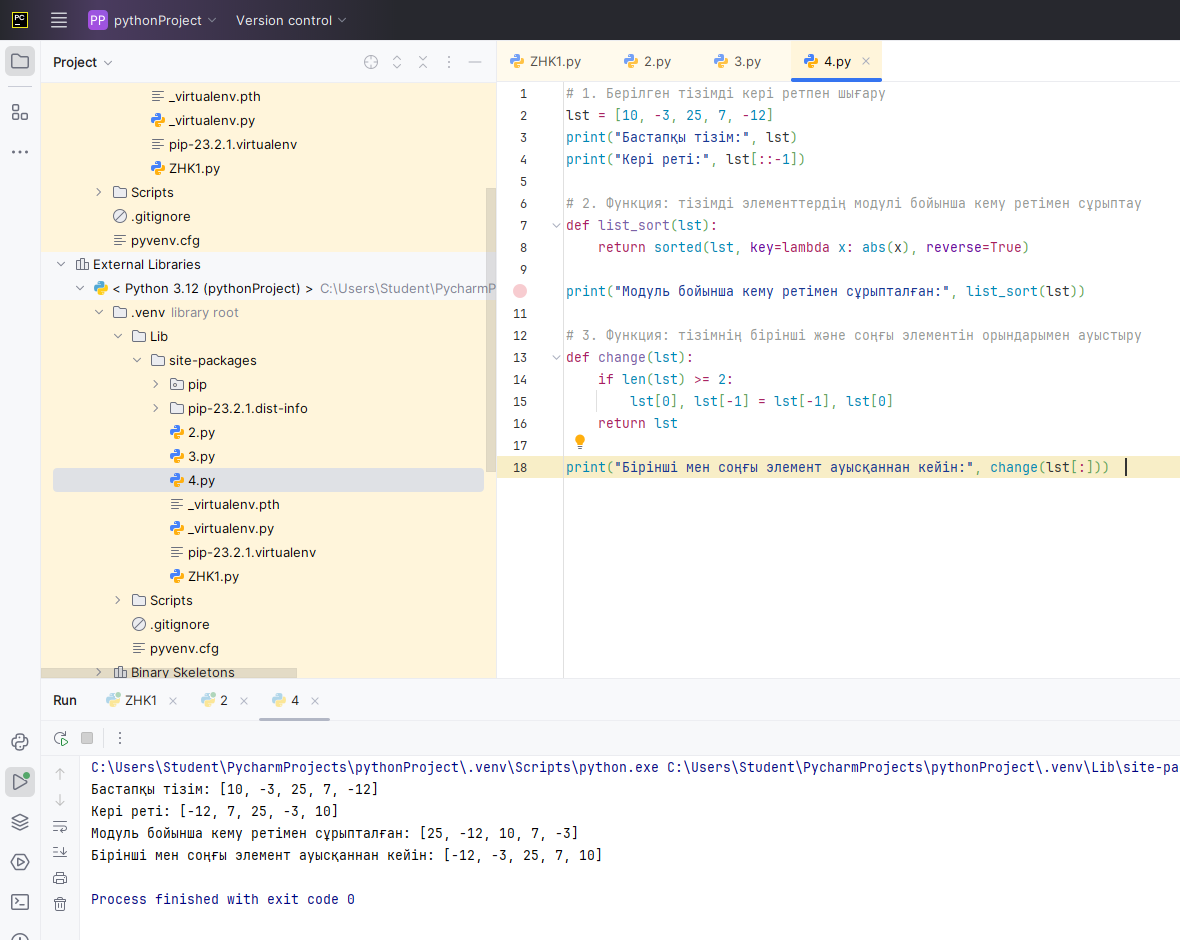 PC PP pythonProject Version control
Project
_virtualenv.pth
_virtualenv.py
pip-23.2.1.virtualenv
ZHK1.py
Scripts
.gitignore
pyvenv.cfg
External Libraries
< Python 3.12 (pythonProject) > C:\Users\Student\PycharmP
.venv library root
Lib
site-packages
pip
pip-23.2.1.dist-info
2.py
3.py
4.py
_virtualenv.pth
_virtualenv.py
pip-23.2.1.virtualenv
ZHK1.py
Scripts
.gitignore
pyvenv.cfg
Binary Skeletons
ZHK1.py 2.py 3.py 4.py
1 # 1. Берілген тізімді кері ретпен шығару
2 lst = [10, -3, 25, 7, -12]
3 print("Бастапқы тізім:", lst)
4 print("Кері реті:", lst[::-1])
5
6 # 2. Функция: тізімді элементтердің модулі бойынша кему ретімен сұрыптау
7 def list_sort(lst):
8     return sorted(lst, key=lambda x: abs(x), reverse=True)
9
print("Модуль бойынша кему ретімен сұрыпталған:", list_sort(lst))
11
12 # 3. Функция: тізімнің бірінші және соңғы элементін орындарымен ауыстыру
13 def change(lst):
14     if len(lst) >= 2:
15         lst[0], lst[-1] = lst[-1], lst[0]
16     return lst
17
18 print("Бірінші мен соңғы элемент ауысқаннан кейін:", change(lst[:]))
Run ZHK1 2 4
C:\Users\Student\PycharmProjects\pythonProject\.venv\Scripts\python.exe C:\Users\Student\PycharmProjects\pythonProject\.venv\Lib\site-pa
Бастапқы тізім: [10, -3, 25, 7, -12]
Кері реті: [-12, 7, 25, -3, 10]
Модуль бойынша кему ретімен сұрыпталған: [25, -12, 10, 7, -3]
Бірінші мен соңғы элемент ауысқаннан кейін: [-12, -3, 25, 7, 10]
Process finished with exit code 0